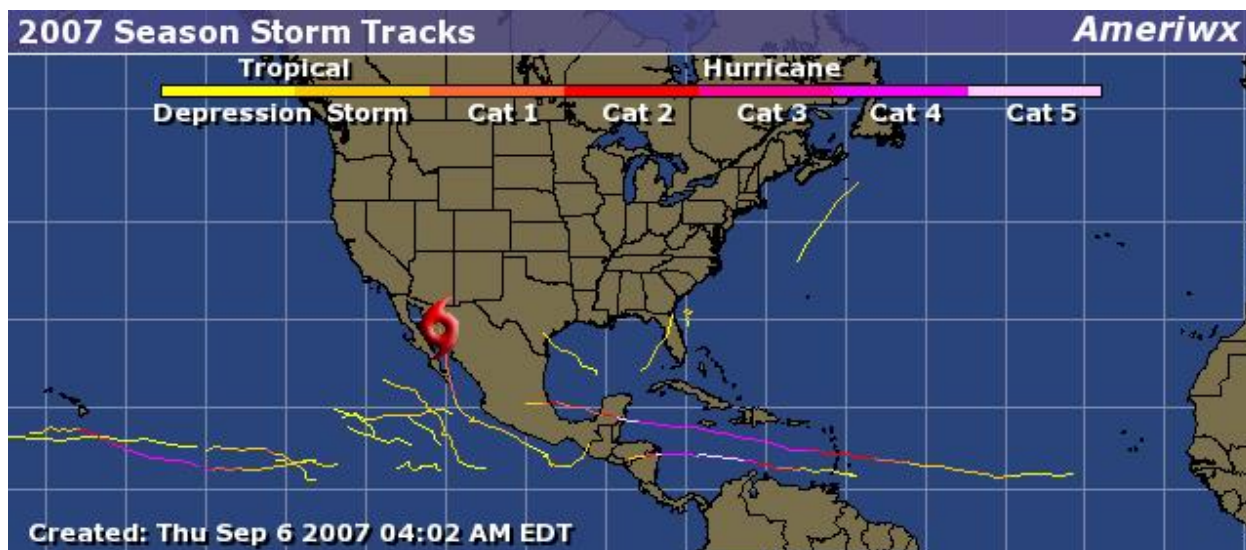 2007 Season Storm Tracks Ameriwx
Tropical Hurricane
Depression Storm Cat 1 Cat 2 Cat 3 Cat 4 Cat 5
Created: Thu Sep 6 2007 04:02 AM EDT